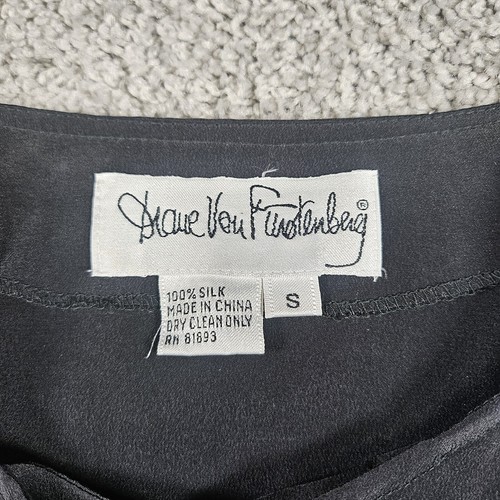 Diane Von Furstenberg ®
100% SILK
MADE IN CHINA
DRY CLEAN ONLY
RN 81893
S